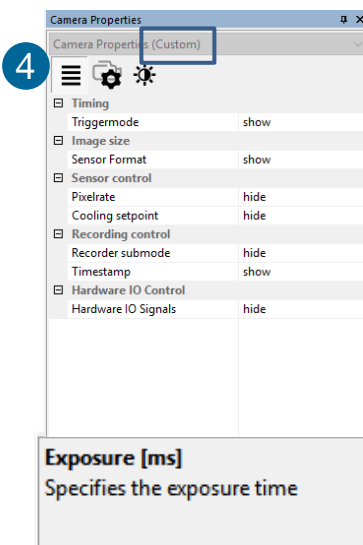 Camera Properties
Camera Properties (Custom)
4
Timing
Triggermode show
Image size
Sensor Format show
Sensor control
Pixelrate hide
Cooling setpoint hide
Recording control
Recorder submode hide
Timestamp show
Hardware IO Control
Hardware IO Signals hide
Exposure [ms]
Specifies the exposure time